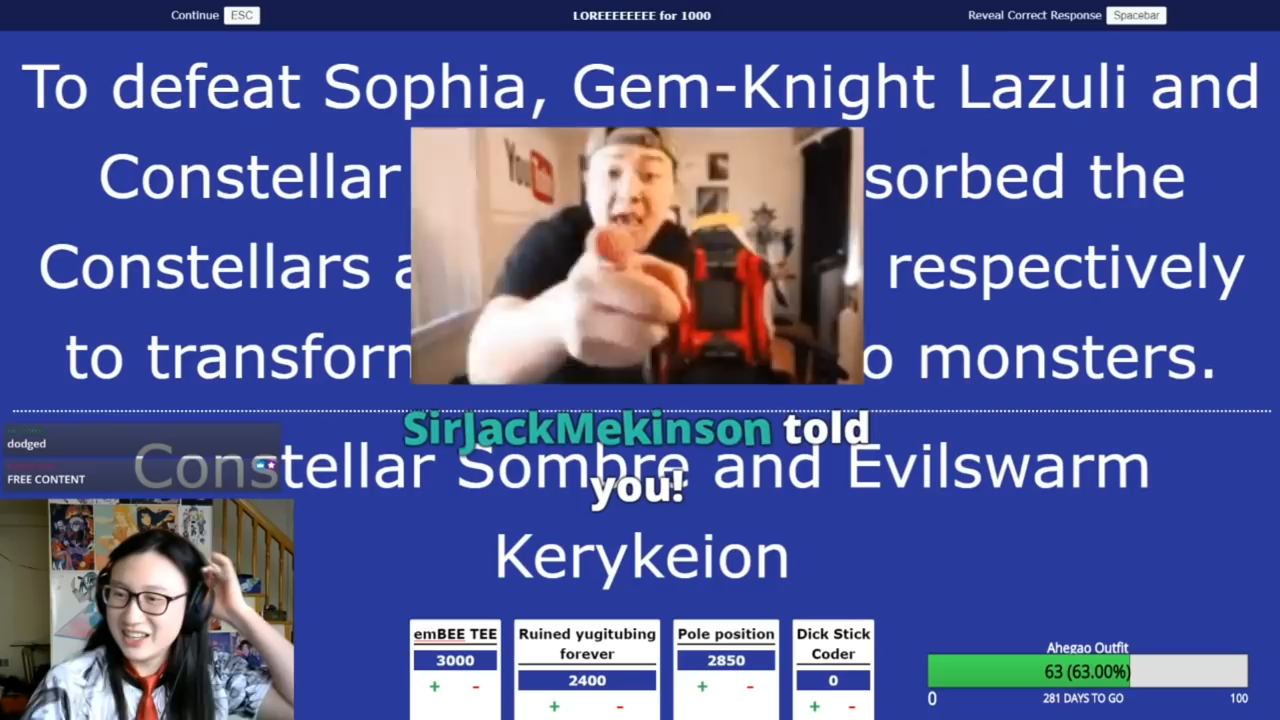 Continue ESC
LOREEEEEEEE for 1000
Reveal Correct Response Spacebar
To defeat Sophia, Gem-Knight Lazuli and
Constellar sorbed the
Constellars a respectively
to transform o monsters.
SirJackMekinson told
you!
Constellar Sombre and Evilswarm
Kerykeion
dodged
FREE CONTENT
emBEE TEE
3000
+ -
Ruined yugitubing
forever
2400
+ -
Pole position
2850
+ -
Dick Stick
Coder
0
+ -
Ahegao Outfit
63 (63.00%)
0 281 DAYS TO GO 100